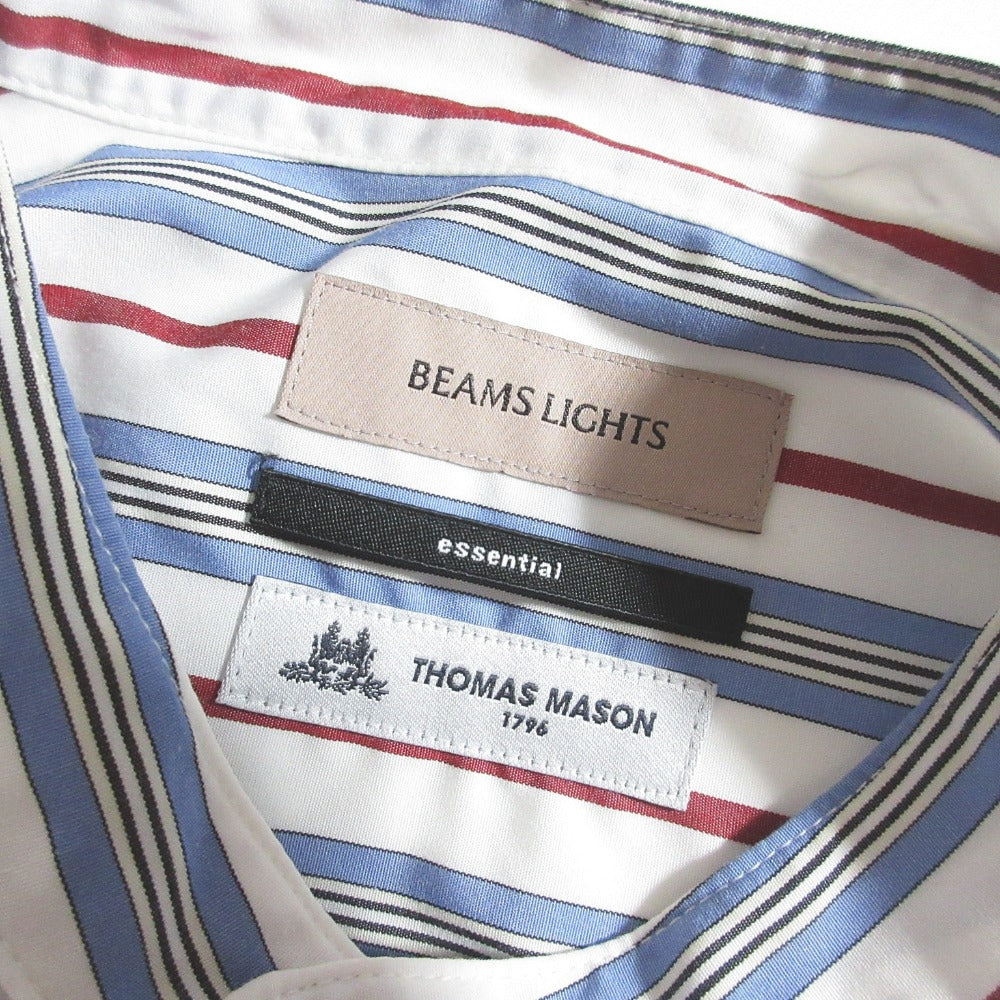 BEAMS LIGHTS
essential
THOMAS MASON
1796